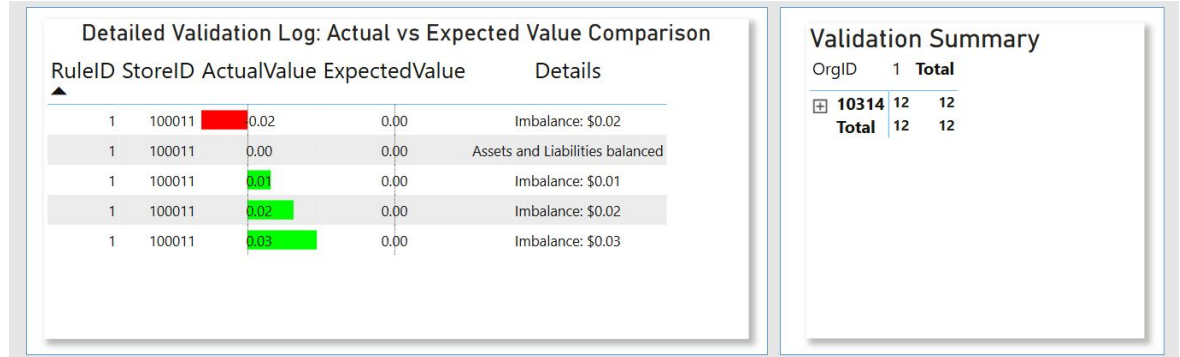 Detailed Validation Log: Actual vs Expected Value Comparison
RuleID StoreID ActualValue ExpectedValue Details
1 100011 -0.02 0.00 Imbalance: $0.02
1 100011 0.00 0.00 Assets and Liabilities balanced
1 100011 0.01 0.00 Imbalance: $0.01
1 100011 0.02 0.00 Imbalance: $0.02
1 100011 0.03 0.00 Imbalance: $0.03
Validation Summary
OrgID 1 Total
10314 12 12
Total 12 12